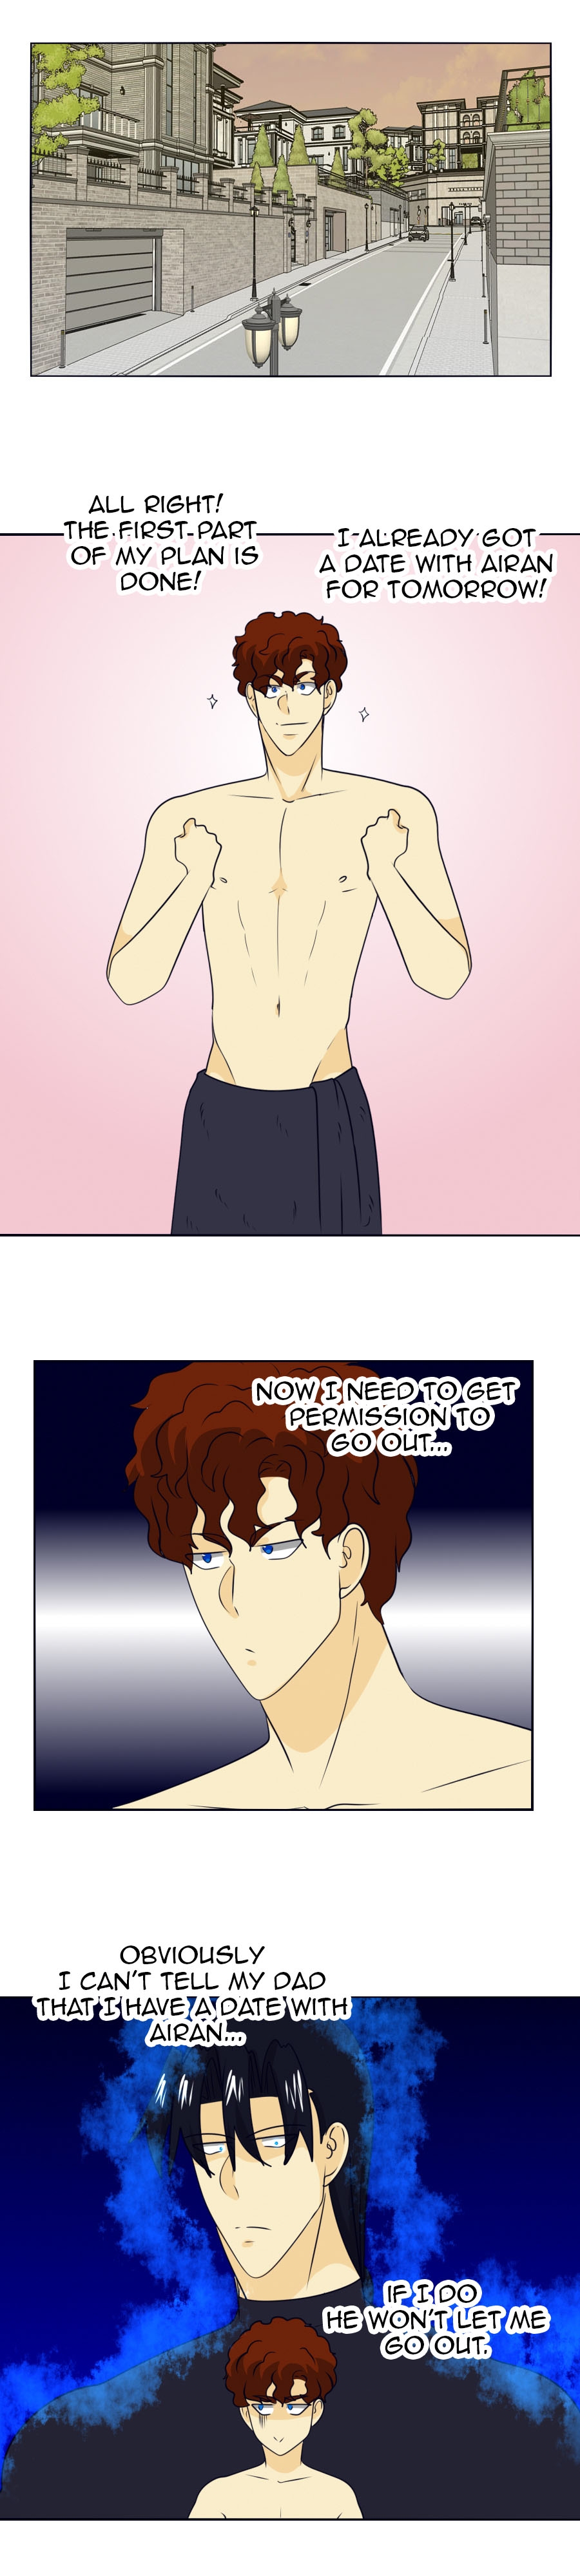 ALL RIGHT!
THE FIRST PART
OF MY PLAN IS
DONE!
I ALREADY GOT
A DATE WITH AIRAN
FOR TOMORROW!
NOW I NEED TO GET
PERMISSION TO
GO OUT...
OBVIOUSLY
I CAN'T TELL MY DAD
THAT I HAVE A DATE WITH
AIRAN...
IF I DO
HE WON'T LET ME
GO OUT.